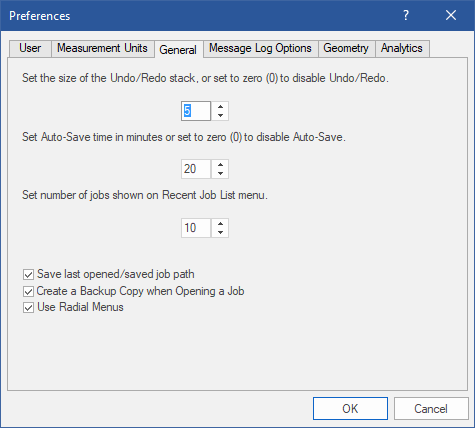 Preferences ?
User Measurement Units General Message Log Options Geometry Analytics
Set the size of the Undo/Redo stack, or set to zero (0) to disable Undo/Redo.
5
Set Auto-Save time in minutes or set to zero (0) to disable Auto-Save.
20
Set number of jobs shown on Recent Job List menu.
10
Save last opened/saved job path
Create a Backup Copy when Opening a Job
Use Radial Menus
OK Cancel